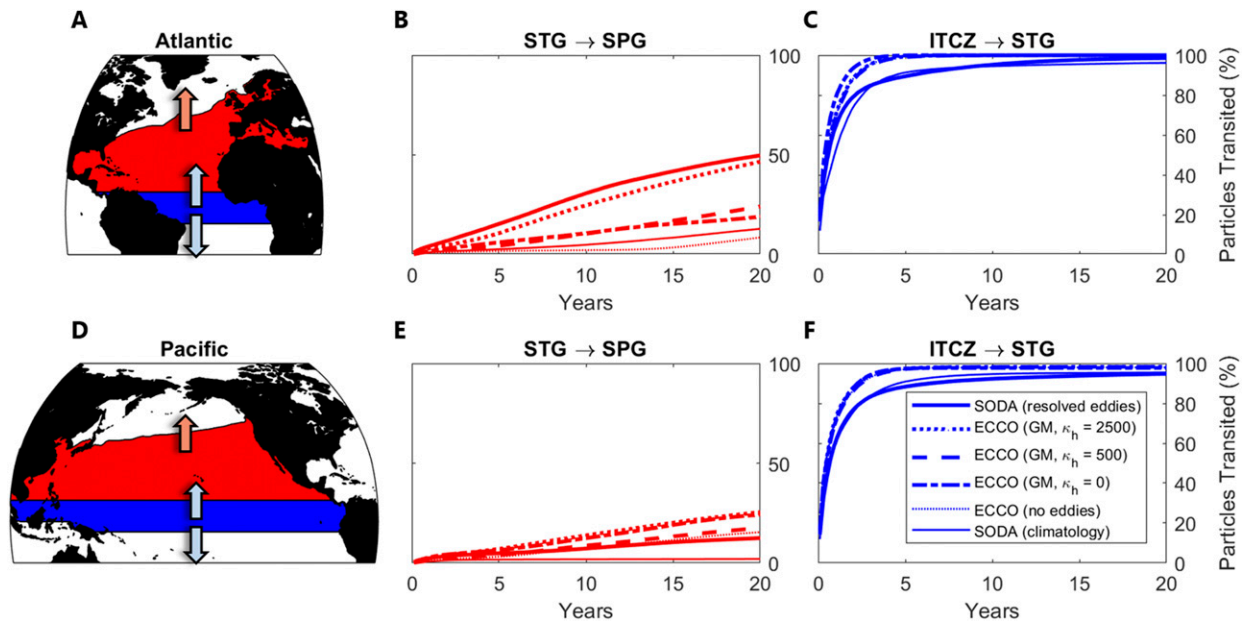 A
Atlantic
B
STG → SPG
100
50
0
0 5 10 15 20
Years
C
ITCZ → STG
100
80
60
40
20
0
0 5 10 15 20
Years
Particles Transited (%)
D
Pacific
E
STG → SPG
100
50
0
0 5 10 15 20
Years
F
ITCZ → STG
100
80
60
40
20
0
SODA (resolved eddies)
ECCO (GM, κh = 2500)
ECCO (GM, κh = 500)
ECCO (GM, κh = 0)
ECCO (no eddies)
SODA (climatology)
0 5 10 15 20
Years
Particles Transited (%)